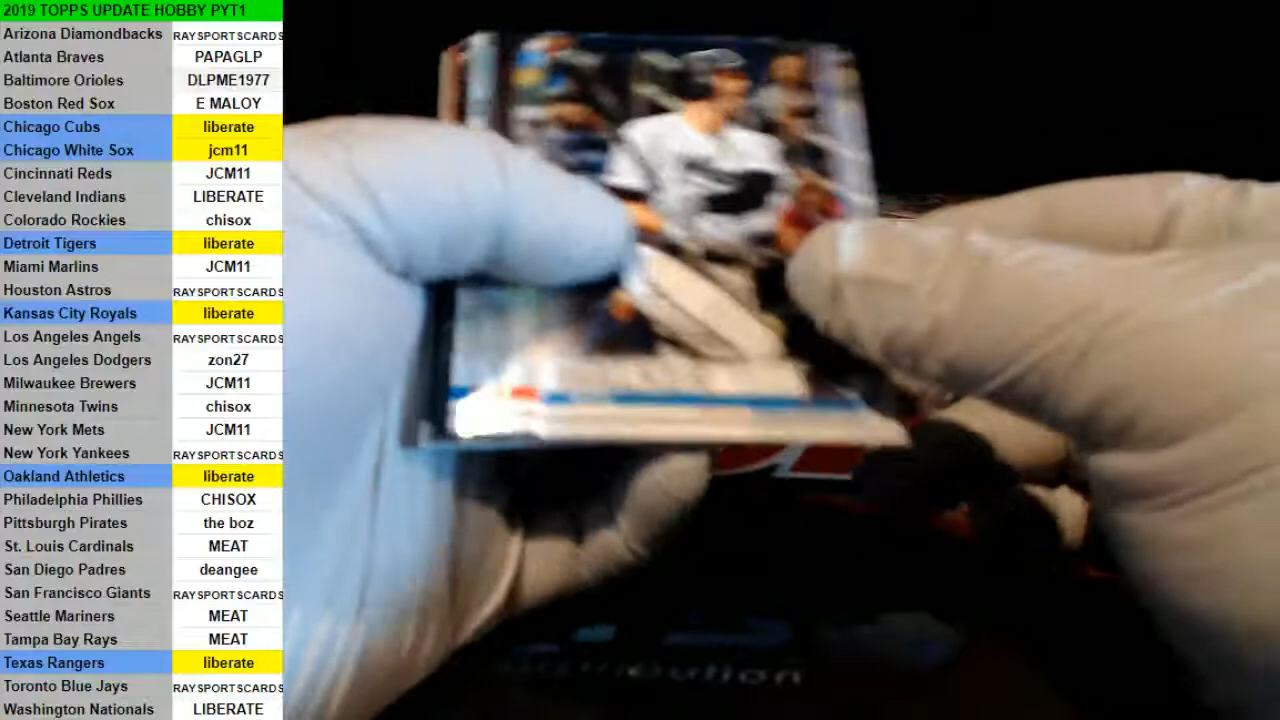 2019 TOPPS UPDATE HOBBY PYT1
Arizona Diamondbacks RAYSPORTSCARDS
Atlanta Braves PAPAGLP
Baltimore Orioles DLPME1977
Boston Red Sox E MALOY
Chicago Cubs liberate
Chicago White Sox jcm11
Cincinnati Reds JCM11
Cleveland Indians LIBERATE
Colorado Rockies chisox
Detroit Tigers liberate
Miami Marlins JCM11
Houston Astros RAYSPORTSCARDS
Kansas City Royals liberate
Los Angeles Angels RAYSPORTSCARDS
Los Angeles Dodgers zon27
Milwaukee Brewers JCM11
Minnesota Twins chisox
New York Mets JCM11
New York Yankees RAYSPORTSCARDS
Oakland Athletics liberate
Philadelphia Phillies CHISOX
Pittsburgh Pirates the boz
St. Louis Cardinals MEAT
San Diego Padres deangee
San Francisco Giants RAYSPORTSCARDS
Seattle Mariners MEAT
Tampa Bay Rays MEAT
Texas Rangers liberate
Toronto Blue Jays RAYSPORTSCARDS
Washington Nationals LIBERATE